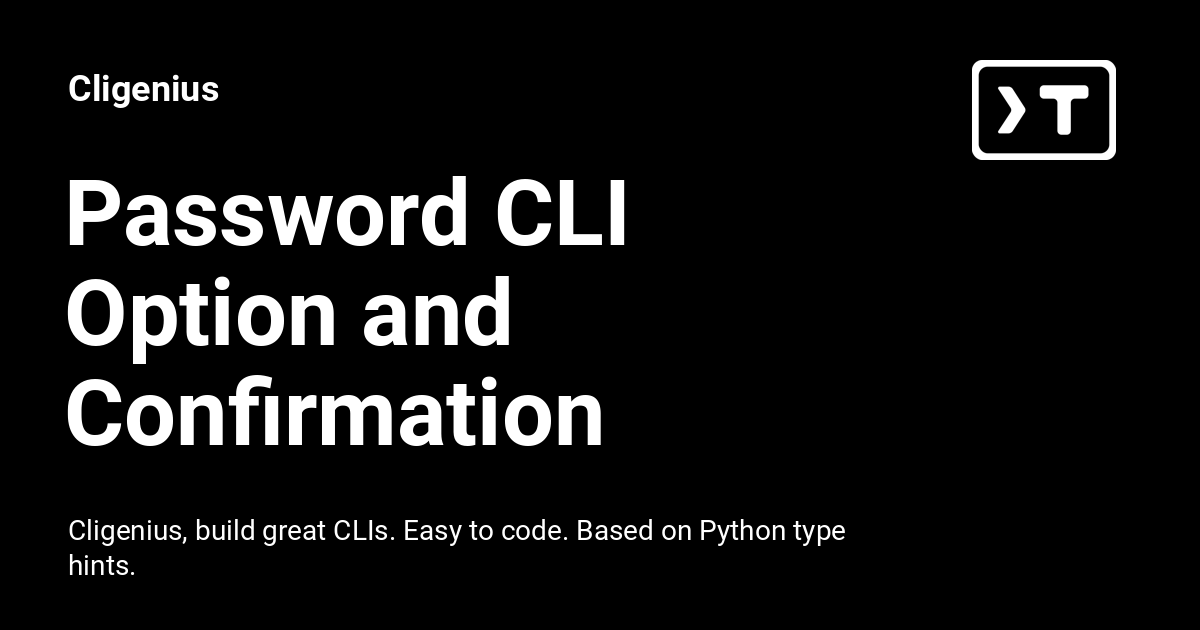 Cligenius
T
Password CLI
Option and
Confirmation
Cligenius, build great CLIs. Easy to code. Based on Python type
hints.